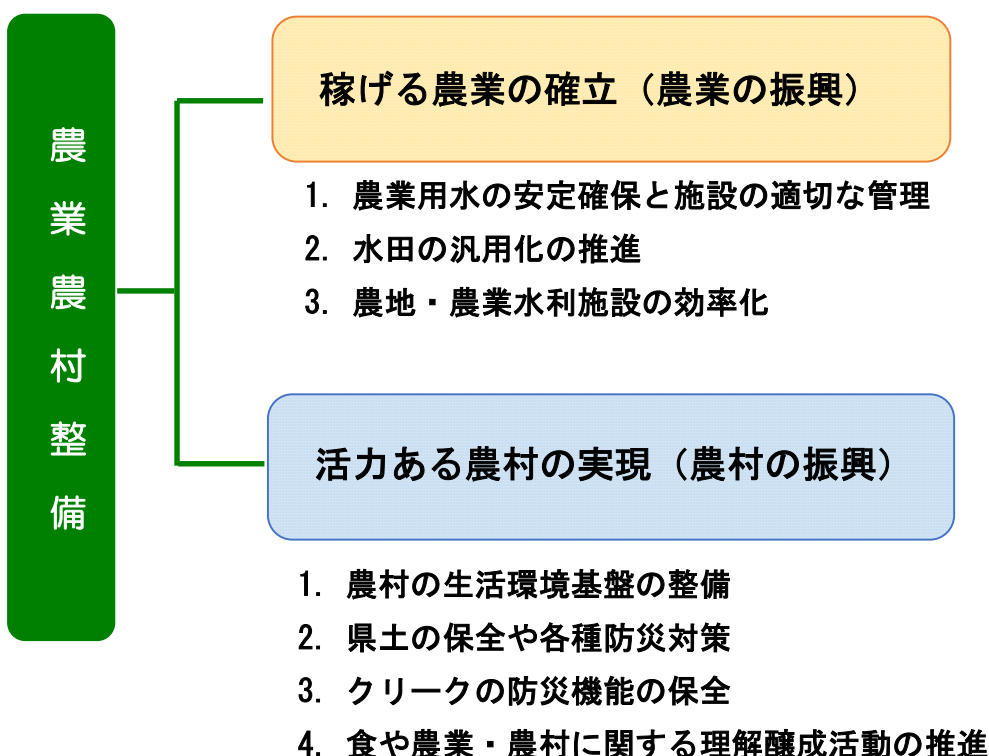 農業農村整備
稼げる農業の確立（農業の振興）
1. 農業用水の安定確保と施設の適切な管理
2. 水田の汎用化の推進
3. 農地・農業水利施設の効率化
活力ある農村の実現（農村の振興）
1. 農村の生活環境基盤の整備
2. 県土の保全や各種防災対策
3. クリークの防災機能の保全
4. 食や農業・農村に関する理解醸成活動の推進